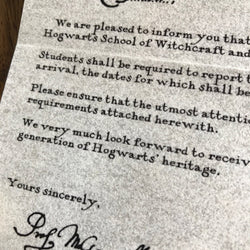 We are pleased to inform you that
Hogwarts School of Witchcraft and
Students shall be required to report
arrival, the dates for which shall be
Please ensure that the utmost attenti
requirements attached herewith.
We very much look forward to receiv
generation of Hogwarts' heritage.
Yours sincerely,
Prof.